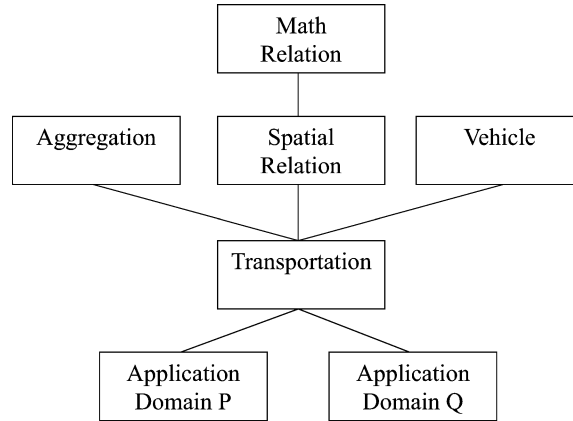 Math
Relation
Aggregation
Spatial
Relation
Vehicle
Transportation
Application
Domain P
Application
Domain Q